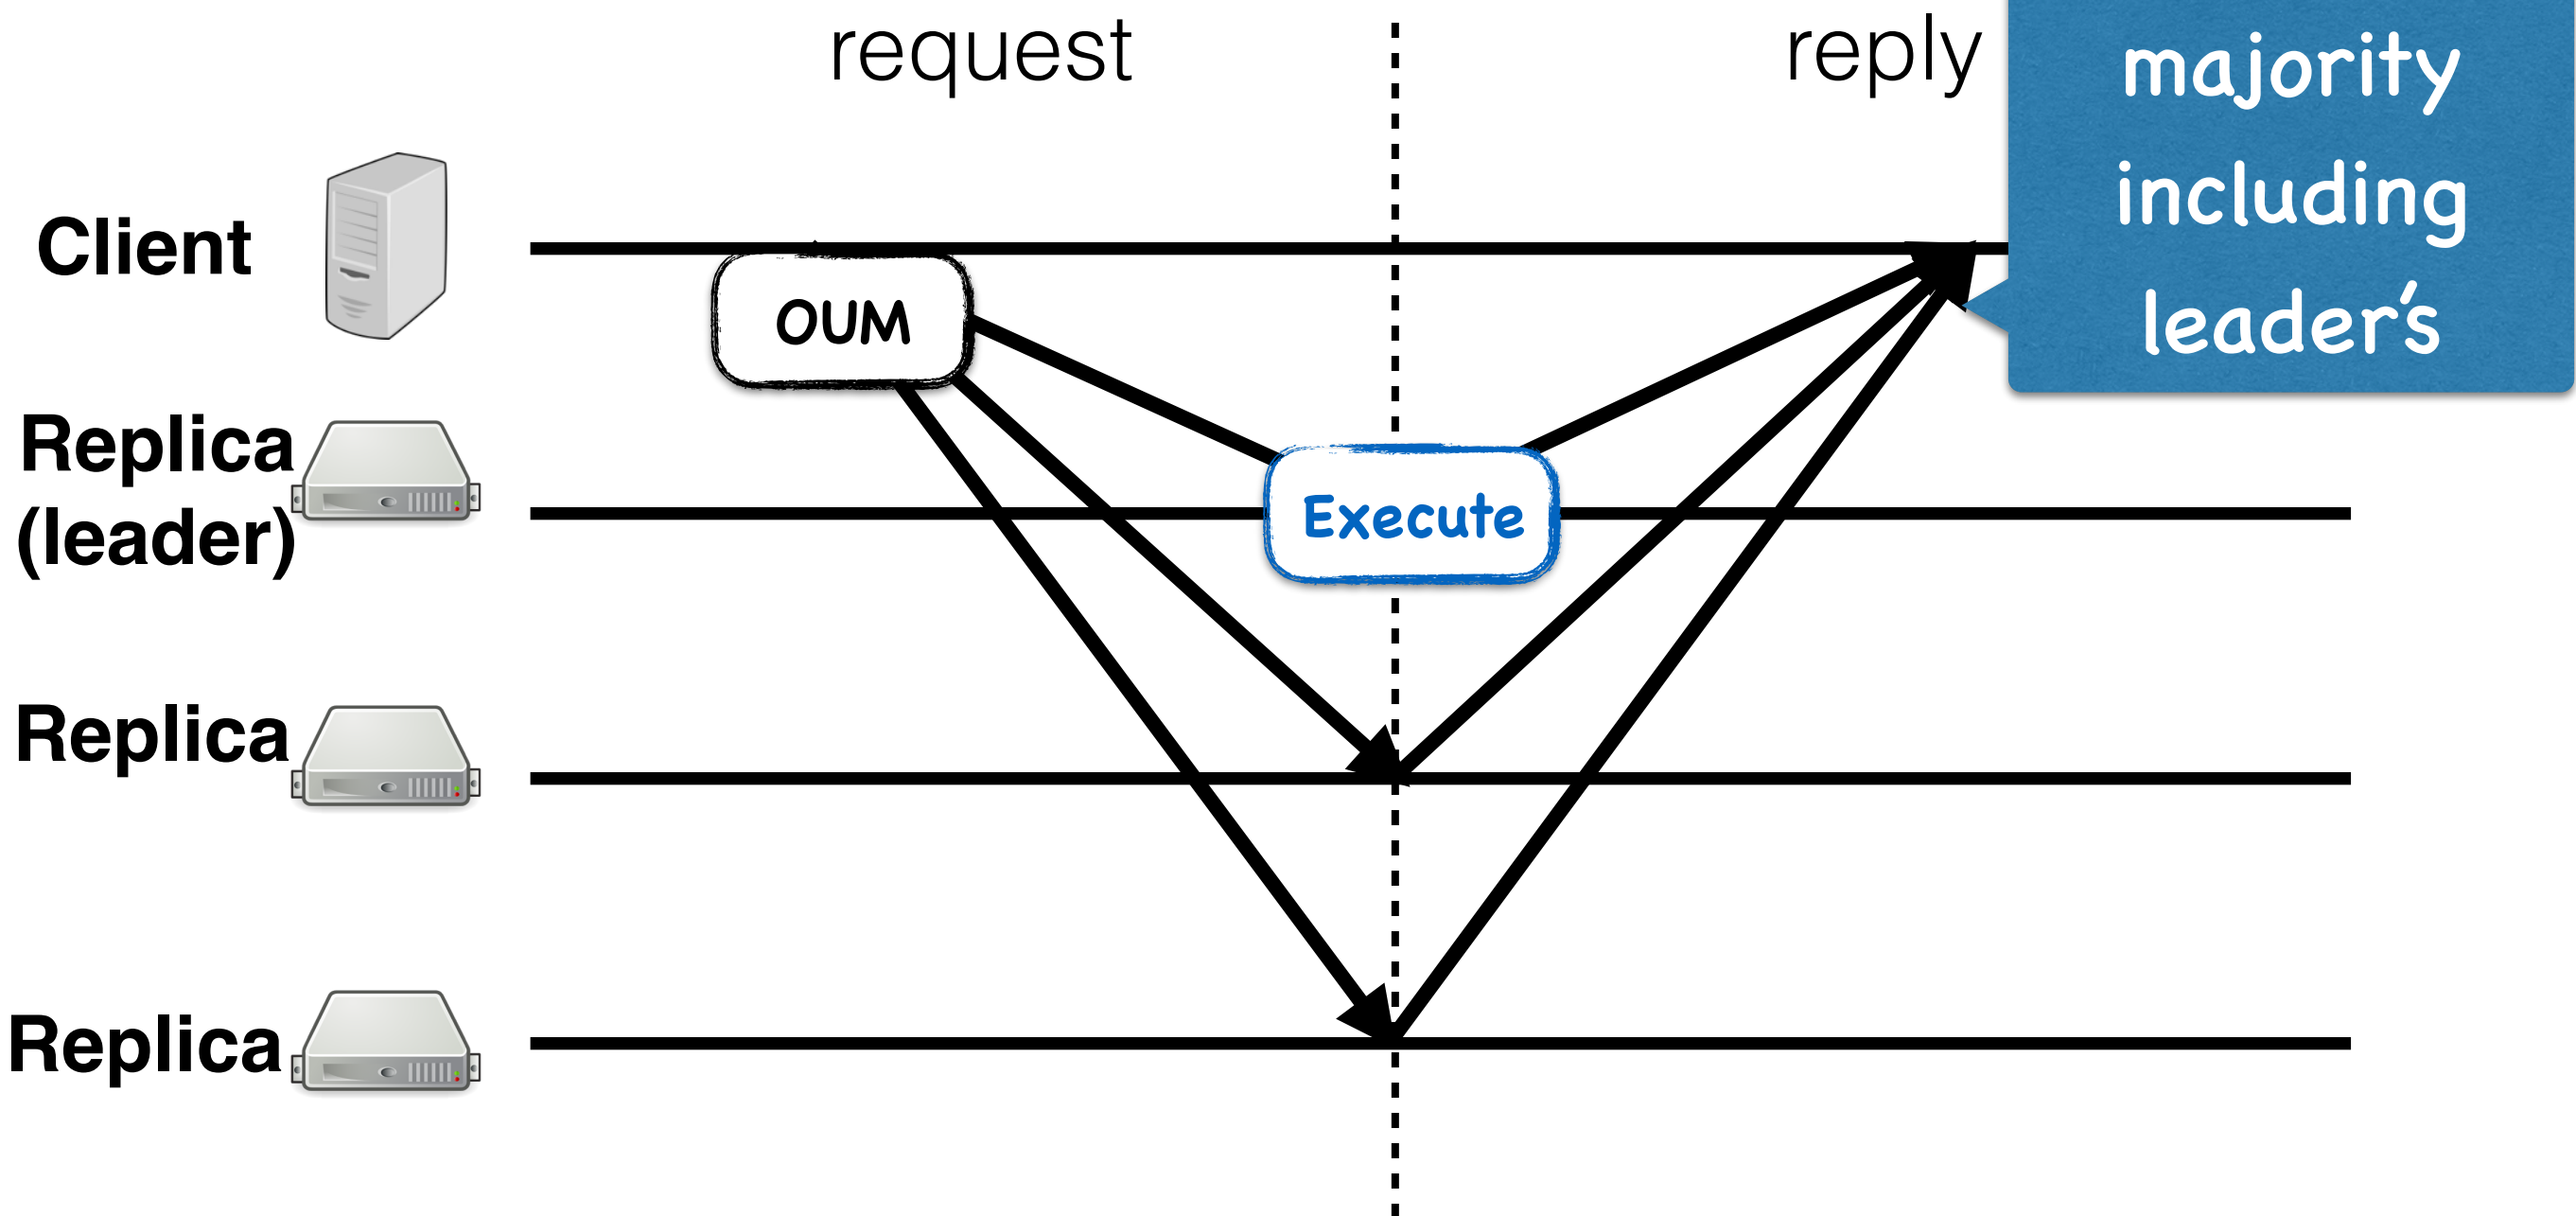 request
reply
majority
including
leader's
Client
OUM
Replica
(leader)
Execute
Replica
Replica